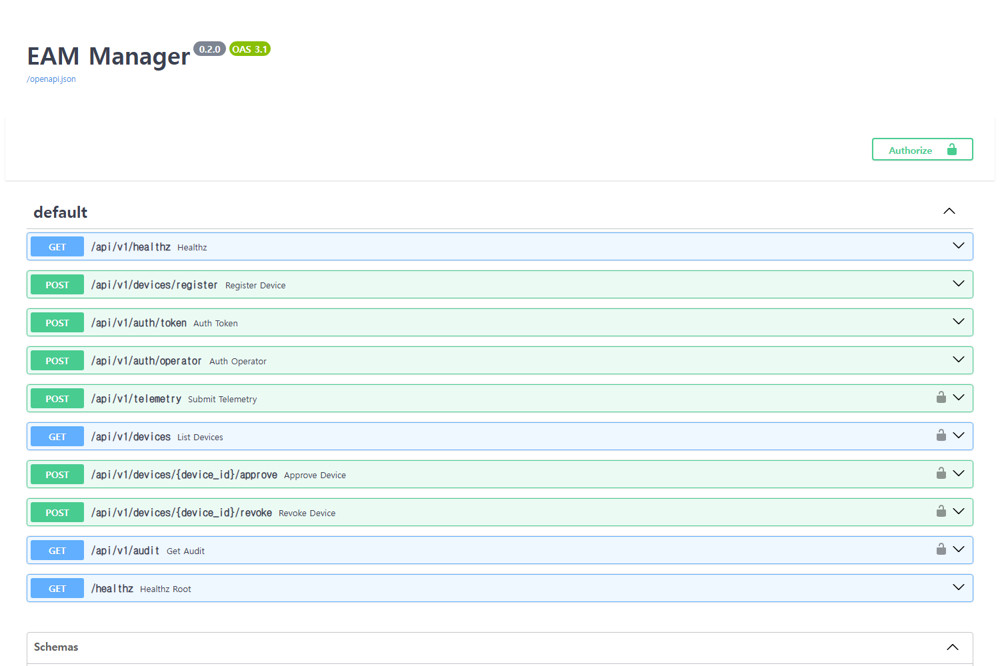 EAM Manager 0.2.0 OAS 3.1
/openapi.json
Authorize
default
GET /api/v1/healthz Healthz
POST /api/v1/devices/register Register Device
POST /api/v1/auth/token Auth Token
POST /api/v1/auth/operator Auth Operator
POST /api/v1/telemetry Submit Telemetry
GET /api/v1/devices List Devices
POST /api/v1/devices/{device_id}/approve Approve Device
POST /api/v1/devices/{device_id}/revoke Revoke Device
GET /api/v1/audit Get Audit
GET /healthz Healthz Root
Schemas